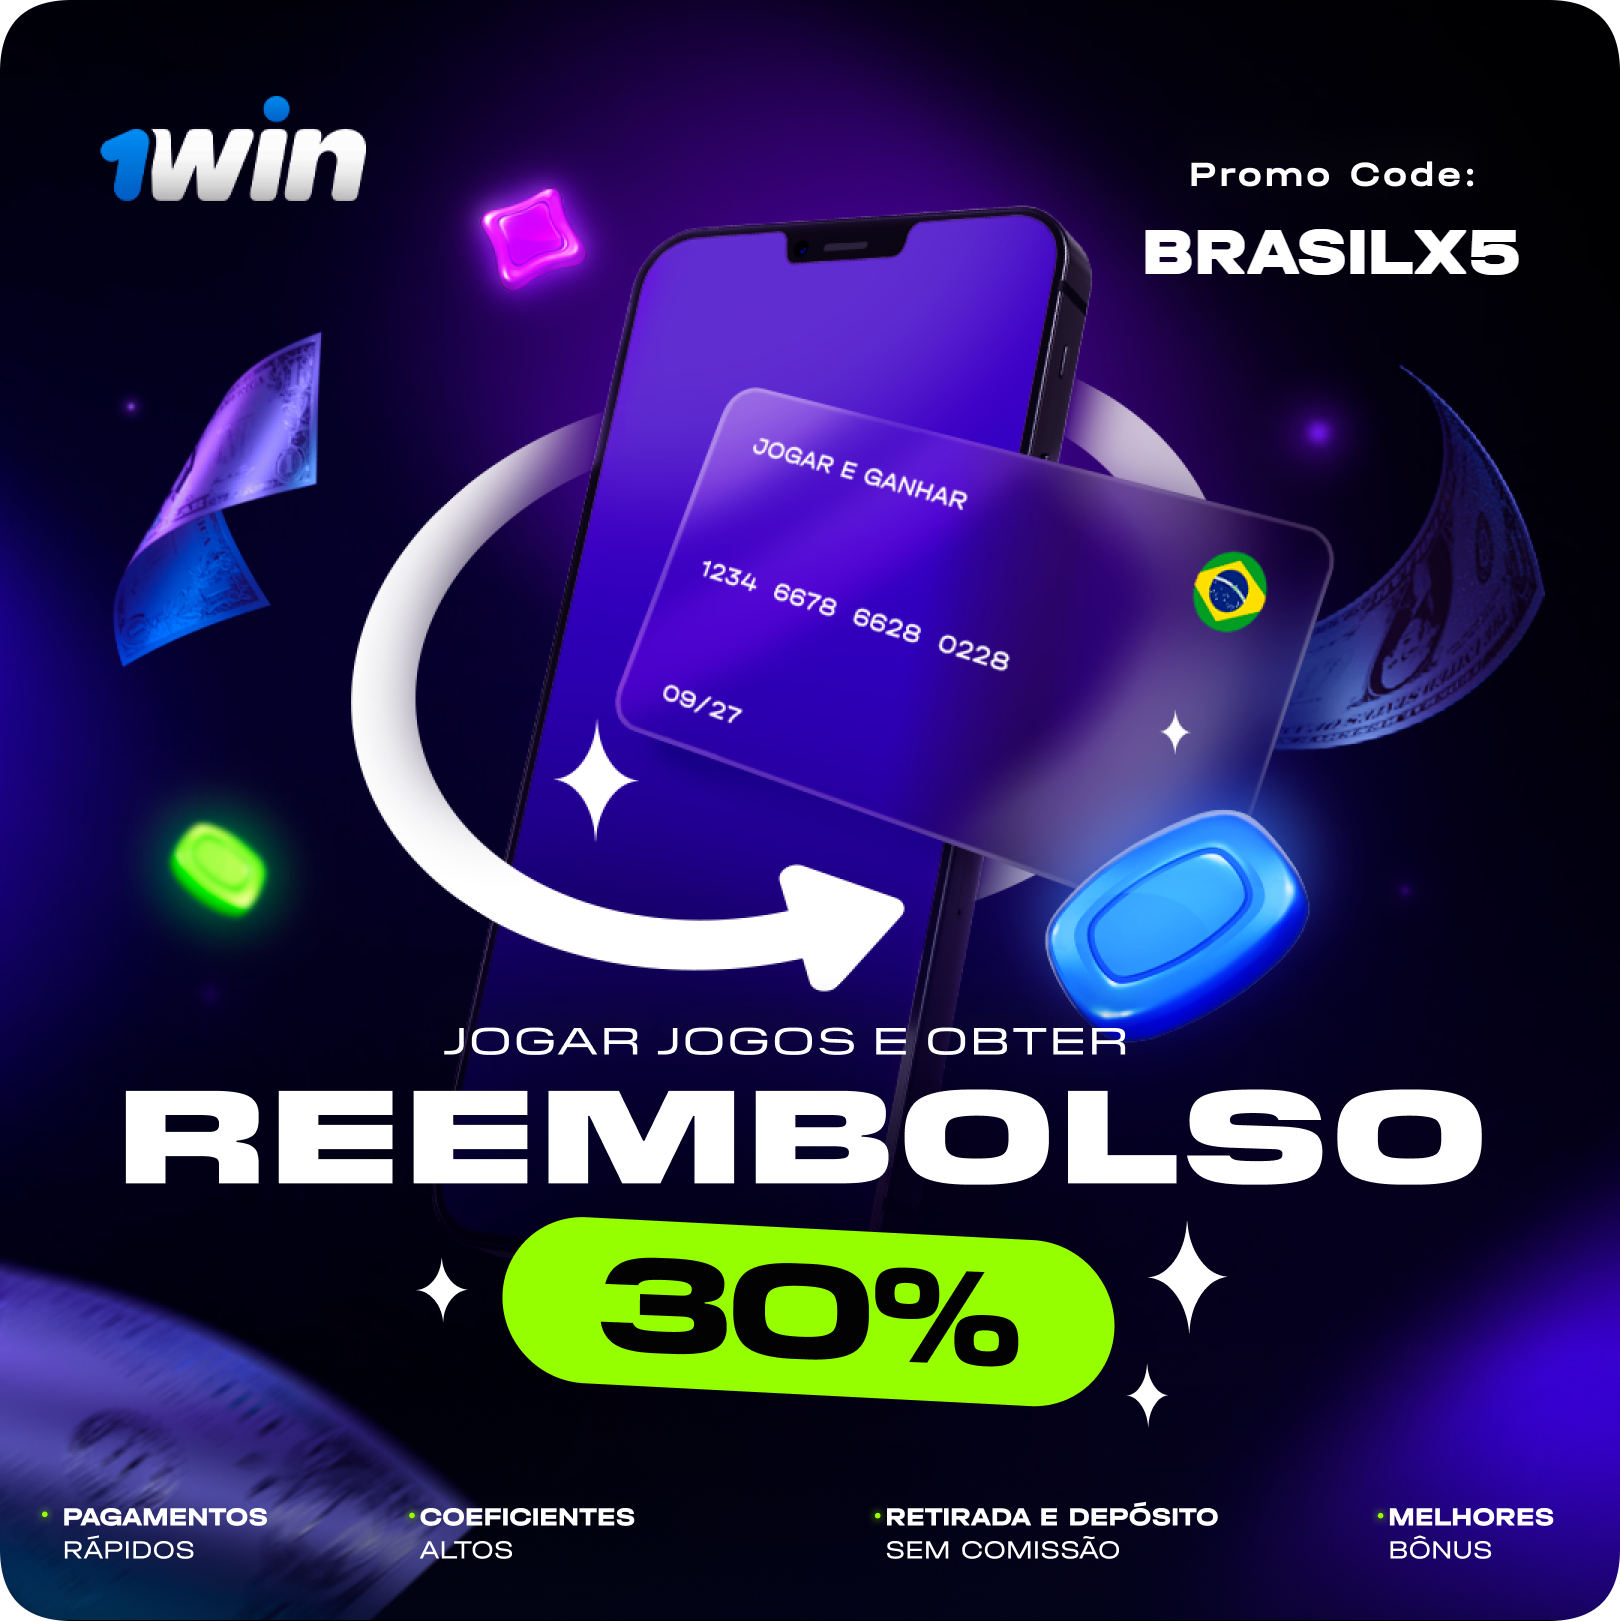 1win
Promo Code:
BRASILX5
JOGAR E GANHAR
1234 6678 6628 0228
09/27
JOGAR JOGOS E OBTER
REEMBOLSO
30%
• PAGAMENTOS
RÁPIDOS
• COEFICIENTES
ALTOS
• RETIRADA E DEPÓSITO
SEM COMISSÃO
• MELHORES
BÔNUS